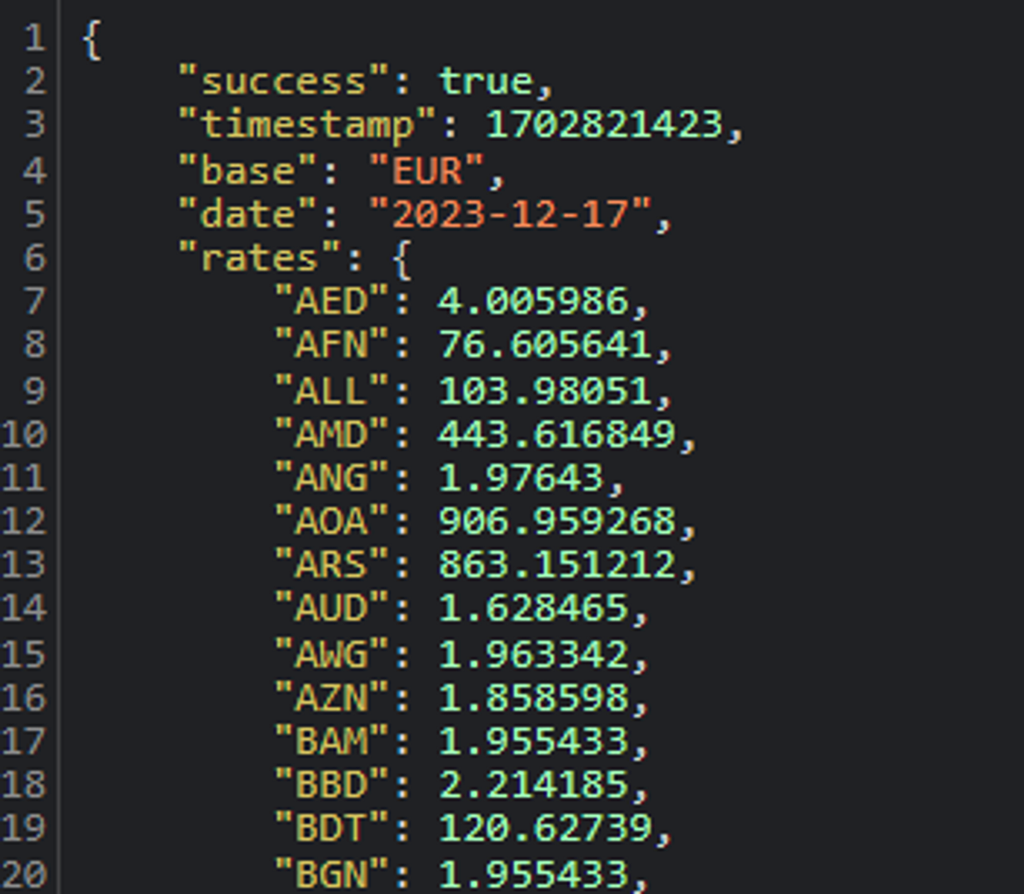 1 {
2     "success": true,
3     "timestamp": 1702821423,
4     "base": "EUR",
5     "date": "2023-12-17",
6     "rates": {
7         "AED": 4.005986,
8         "AFN": 76.605641,
9         "ALL": 103.98051,
10         "AMD": 443.616849,
11         "ANG": 1.97643,
12         "AOA": 906.959268,
13         "ARS": 863.151212,
14         "AUD": 1.628465,
15         "AWG": 1.963342,
16         "AZN": 1.858598,
17         "BAM": 1.955433,
18         "BBD": 2.214185,
19         "BDT": 120.62739,
20         "BGN": 1.955433,